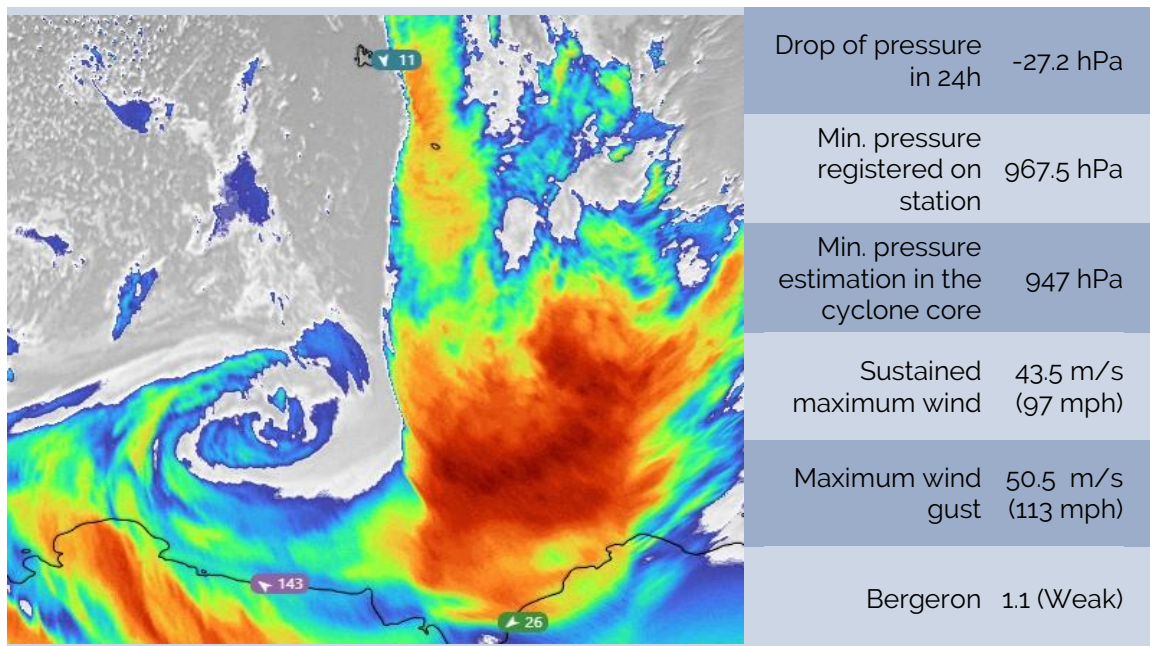 11
143
26
Drop of pressure
in 24h
-27.2 hPa
Min. pressure
registered on
station
967.5 hPa
Min. pressure
estimation in the
cyclone core
947 hPa
Sustained
maximum wind
43.5 m/s
(97 mph)
Maximum wind
gust
50.5 m/s
(113 mph)
Bergeron
1.1 (Weak)